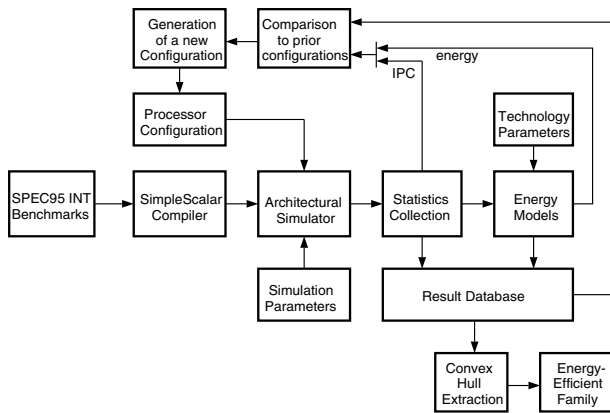 Generation
of a new
Configuration
Comparison
to prior
configurations
energy
IPC
Processor
Configuration
Technology
Parameters
SPEC95 INT
Benchmarks
SimpleScalar
Compiler
Architectural
Simulator
Statistics
Collection
Energy
Models
Simulation
Parameters
Result Database
Convex
Hull
Extraction
Energy-
Efficient
Family